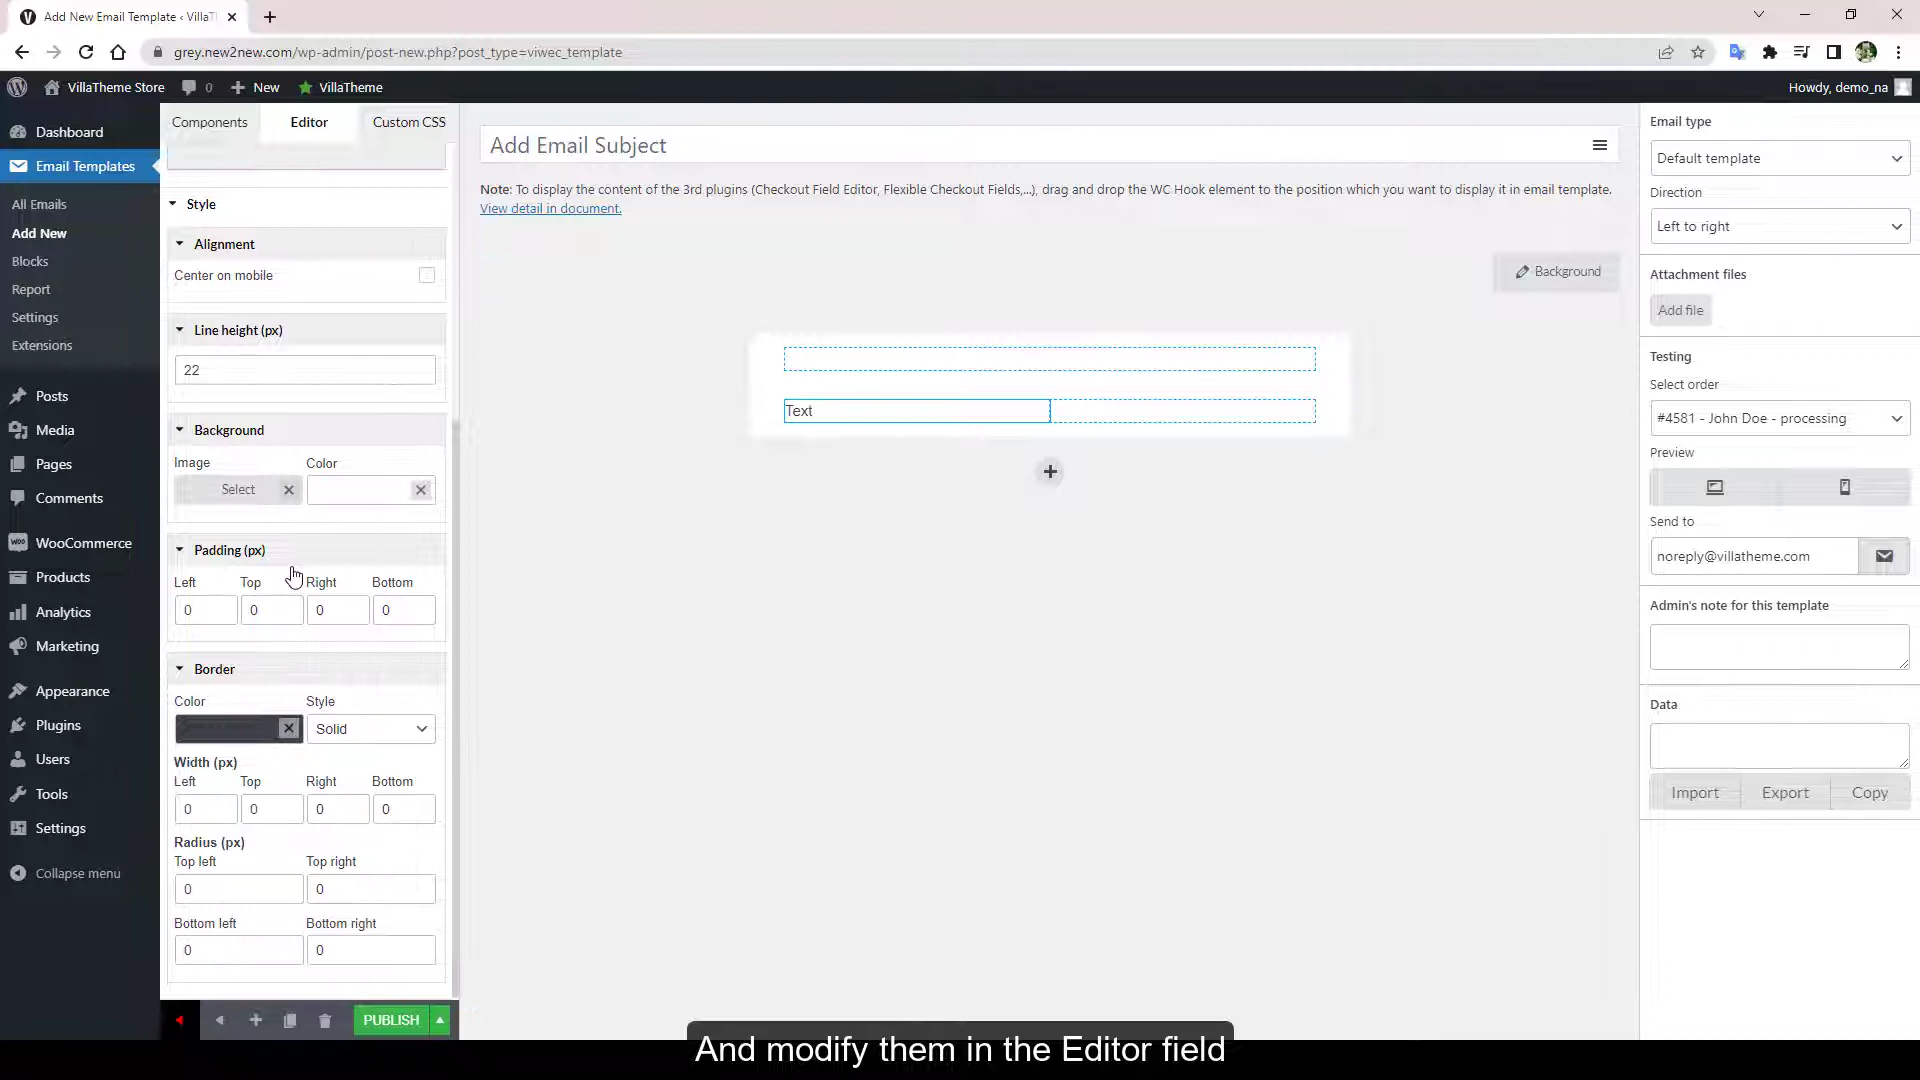 Add New Email Template ‹ VillaT
grey.new2new.com/wp-admin/post-new.php?post_type=viwec_template
VillaTheme Store
0
New
VillaTheme
Howdy, demo_na
Dashboard
Email Templates
All Emails
Add New
Blocks
Report
Settings
Extensions
Posts
Media
Pages
Comments
WooCommerce
Products
Analytics
Marketing
Appearance
Plugins
Users
Tools
Settings
Collapse menu
Components
Editor
Custom CSS
Style
Alignment
Center on mobile
Line height (px)
22
Background
Image
Color
Select
Padding (px)
Left Top Right Bottom
0 0 0 0
Border
Color Style
Solid
Width (px)
Left Top Right Bottom
0 0 0 0
Radius (px)
Top left Top right
0 0
Bottom left Bottom right
0 0
PUBLISH
Add Email Subject
Note: To display the content of the 3rd plugins (Checkout Field Editor, Flexible Checkout Fields,...), drag and drop the WC Hook element to the position which you want to display it in email template.
View detail in document.
Background
Text
Email type
Default template
Direction
Left to right
Attachment files
Add file
Testing
Select order
#4581 - John Doe - processing
Preview
Send to
noreply@villatheme.com
Admin's note for this template
Data
Import Export Copy
And modify them in the Editor field